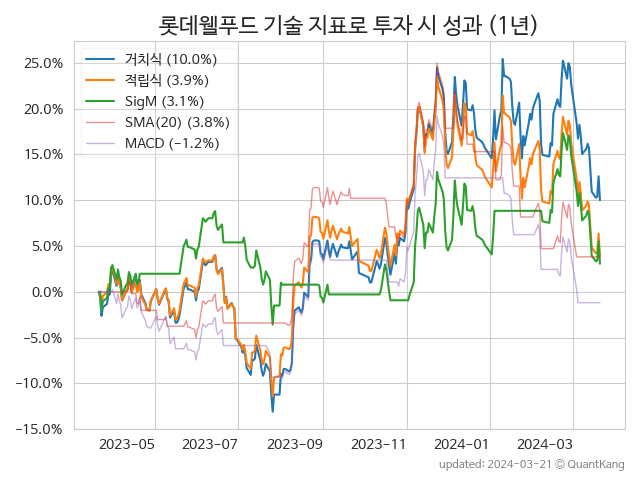 롯데웰푸드 기술 지표로 투자 시 성과 (1년)
거치식 (10.0%)
적립식 (3.9%)
SigM (3.1%)
SMA(20) (3.8%)
MACD (−1.2%)
25.0%
20.0%
15.0%
10.0%
5.0%
0.0%
−5.0%
−10.0%
−15.0%
2023-05 2023-07 2023-09 2023-11 2024-01 2024-03
updated: 2024-03-21 © QuantKang